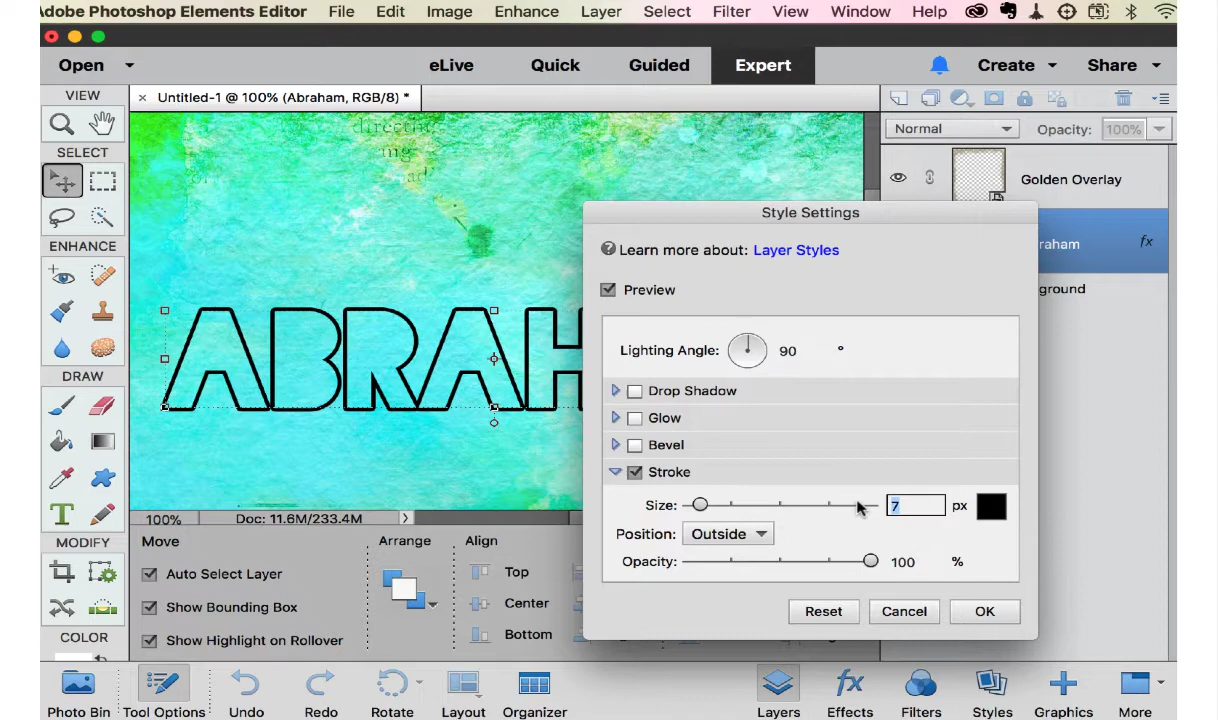 Adobe Photoshop Elements Editor File Edit Image Enhance Layer Select Filter View Window Help
Open eLive Quick Guided Expert Create Share
VIEW
Untitled-1 @ 100% (Abraham, RGB/8) *
Normal Opacity: 100%
SELECT
directing
ing
ad
Golden Overlay
raham fx
ground
ENHANCE
ABRAH
DRAW
MODIFY
COLOR
Style Settings
Learn more about: Layer Styles
Preview
Lighting Angle: 90 °
Drop Shadow
Glow
Bevel
Stroke
Size: 7 px
Position: Outside
Opacity: 100 %
Reset Cancel OK
100% Doc: 11.6M/233.4M
Move Arrange Align
Auto Select Layer Top
Show Bounding Box Center
Show Highlight on Rollover Bottom
Photo Bin Tool Options Undo Redo Rotate Layout Organizer Layers Effects Filters Styles Graphics More